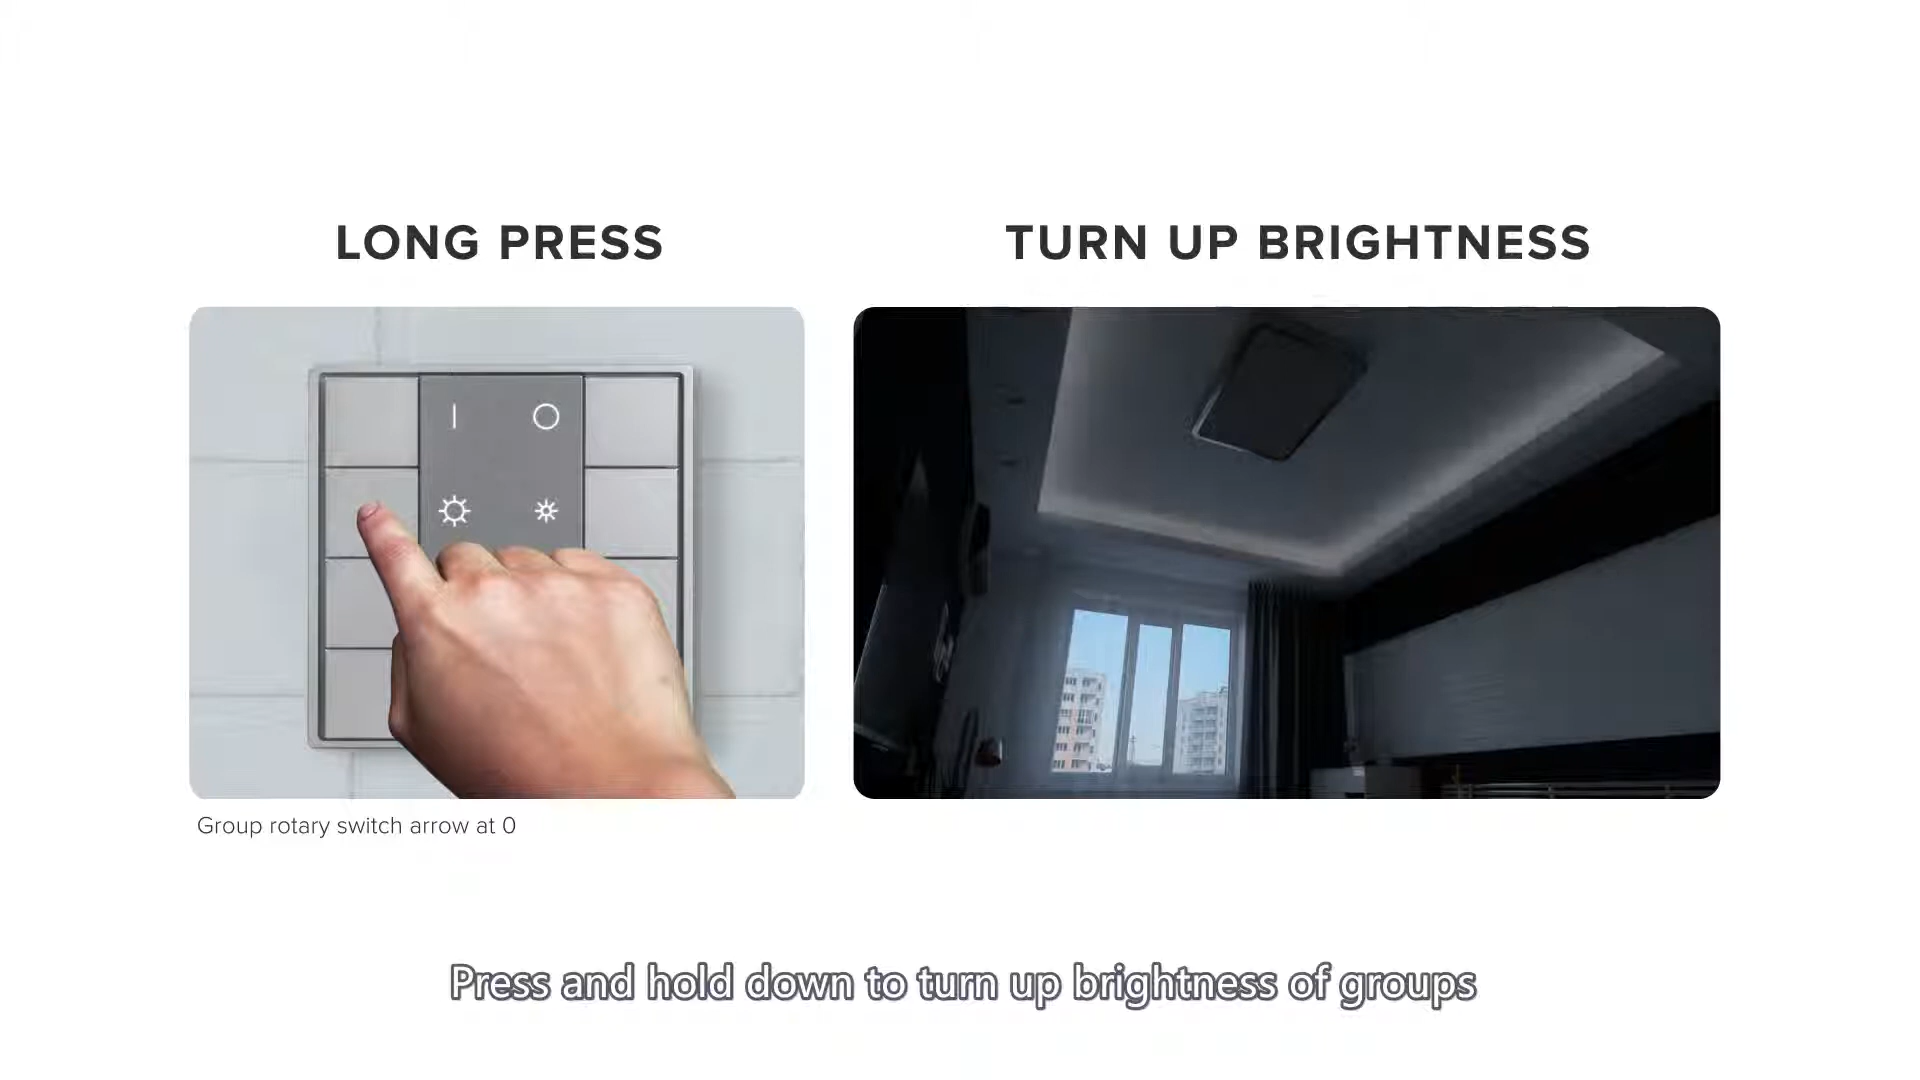 LONG PRESS
TURN UP BRIGHTNESS
Group rotary switch arrow at 0
Press and hold down to turn up brightness of groups